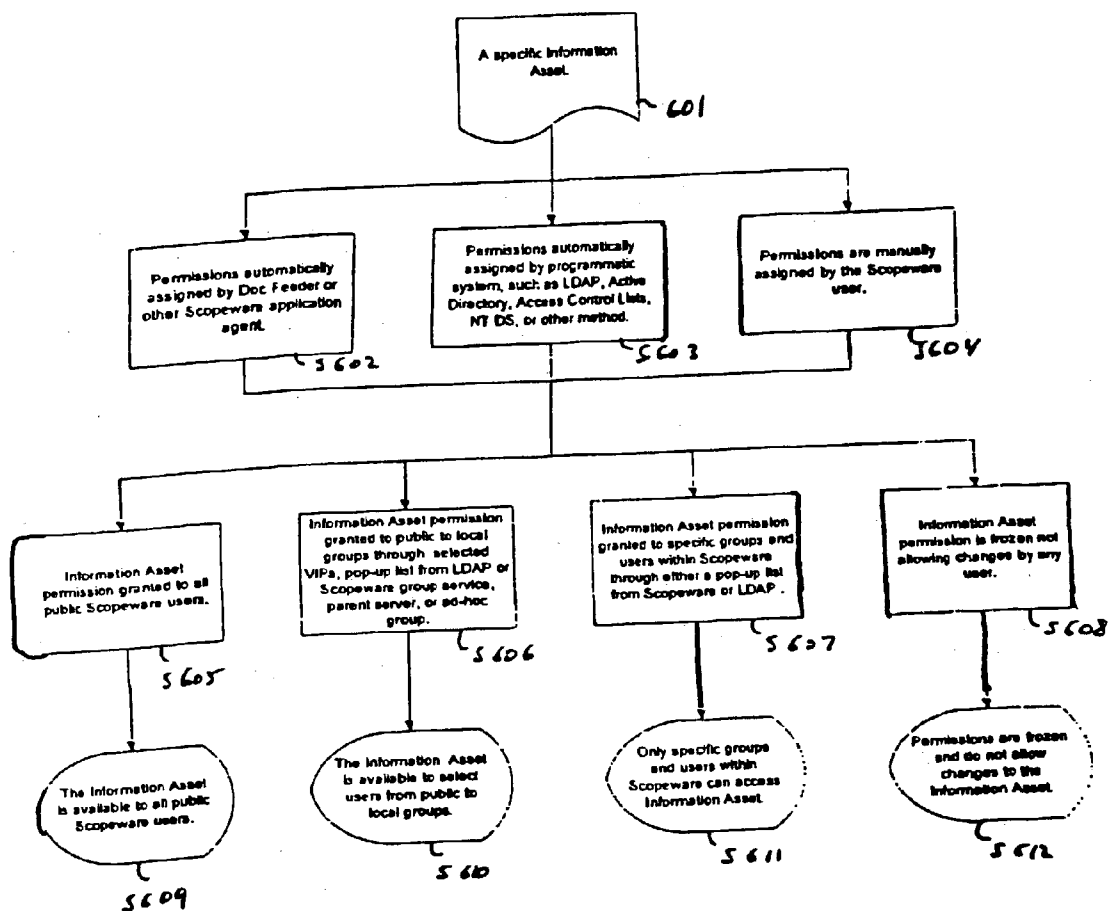 A specific Information
Asset.
601
Permissions automatically
assigned by Doc Feeder or
other Scopeware application
agent.
S602
Permissions automatically
assigned by programmatic
system, such as LDAP, Active
Directory, Access Control Lists,
NT DS, or other method.
S603
Permissions are manually
assigned by the Scopeware
user.
S604
Information Asset
permission granted to all
public Scopeware users.
S605
Information Asset permission
granted to public to local
groups through selected
VIPs, pop-up list from LDAP or
Scopeware group service,
parent server, or ad-hoc
group.
S606
Information Asset permission
granted to specific groups and
users within Scopeware
through either a pop-up list
from Scopeware or LDAP.
S607
Information Asset
permission is frozen not
allowing changes by any
user.
S608
The Information Asset
is available to all public
Scopeware users.
S609
The Information Asset
is available to select
users from public to
local groups.
S610
Only specific groups
and users within
Scopeware can access
Information Asset.
S611
Permissions are frozen
and do not allow
changes to the
Information Asset.
S612